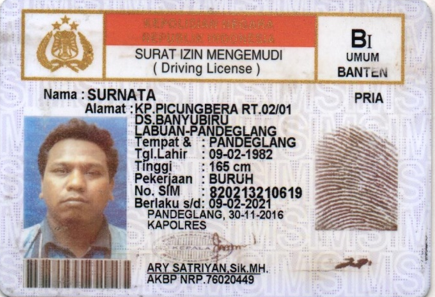 SURAT IZIN MENGEMUDI
( Driving License )
BI
UMUM
BANTEN
Nama : SURNATA
PRIA
Alamat : KP.PICUNGBERA RT.02/01
DS.BANYUBIRU
LABUAN-PANDEGLANG
Tempat & : PANDEGLANG
Tgl.Lahir : 09-02-1982
Tinggi : 165 cm
Pekerjaan : BURUH
No. SIM : 820213210619
Berlaku s/d : 09-02-2021
PANDEGLANG, 30-11-2016
KAPOLRES
ARY SATRIYAN,Sik.MH.
AKBP NRP.76020449